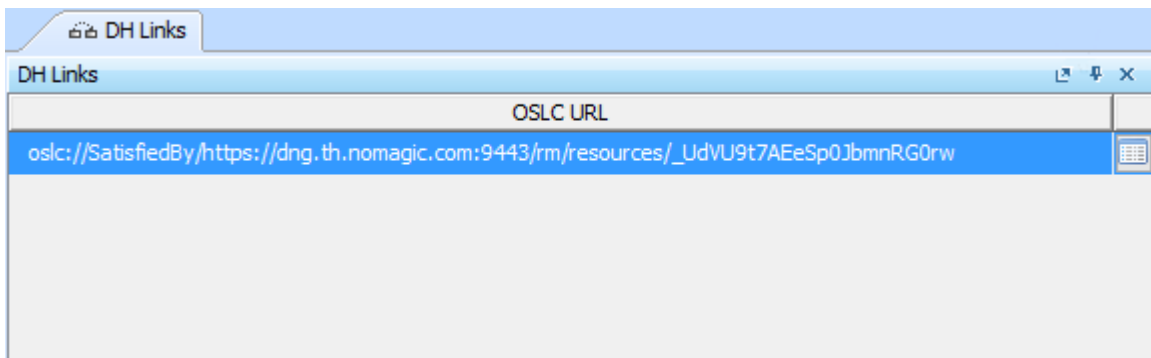 DH Links
DH Links
OSLC URL
oslc://SatisfiedBy/https://dng.th.nomagic.com:9443/rm/resources/_UdVU9t7AEeSp0JbmnRG0rw